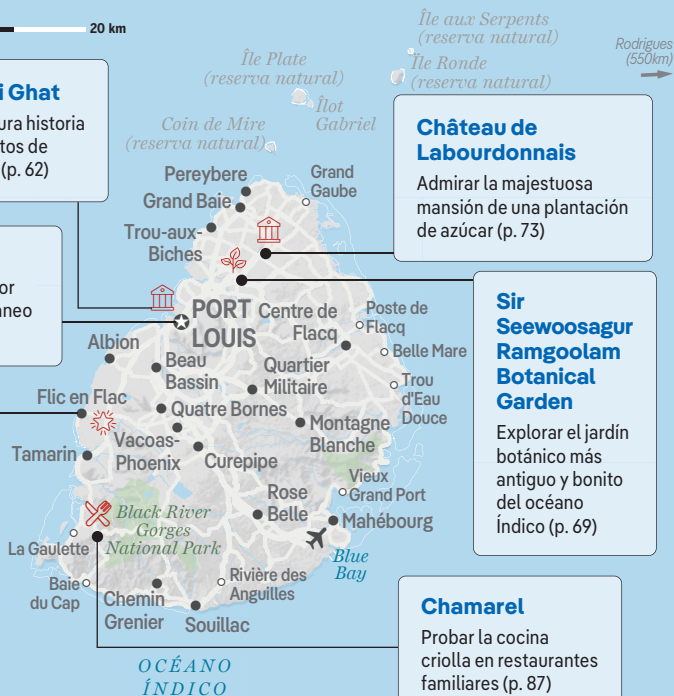 20 km
Île aux Serpents
(reserva natural)
Rodrigues
(550km)
Île Plate
(reserva natural)
Île Ronde
(reserva natural)
Îlot
Gabriel
Coin de Mire
(reserva natural)
i Ghat
ura historia
tos de
(p. 62)
Château de
Labourdonnais
Admirar la majestuosa
mansión de una plantación
de azúcar (p. 73)
Pereybere
Grand
Gaube
Grand Baie
Trou-aux-
Biches
or
neo
PORT
LOUIS
Centre de
Flacq
Poste de
Flacq
Belle Mare
Sir
Seewoosagur
Ramgoolam
Botanical
Garden
Explorar el jardín
botánico más
antiguo y bonito
del océano
Índico (p. 69)
Albion
Beau
Bassin
Quartier
Militaire
Trou
d'Eau
Douce
Flic en Flac
Quatre Bornes
Montagne
Blanche
Vacoas-
Phoenix
Tamarin
Curepipe
Vieux
Grand Port
Rose
Belle
Mahébourg
Black River
Gorges
National Park
La Gaulette
Blue
Bay
Baie
du Cap
Chemin
Grenier
Rivière des
Anguilles
Souillac
Chamarel
Probar la cocina
criolla en restaurantes
familiares (p. 87)
OCÉANO
ÍNDICO